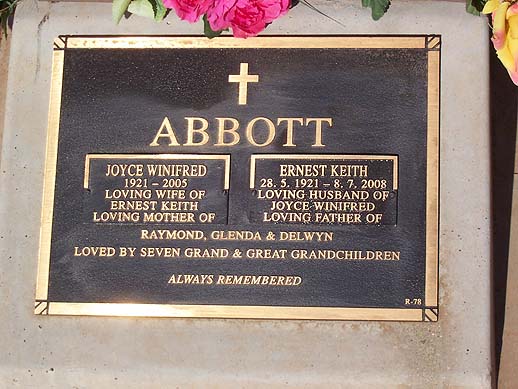 ABBOTT
JOYCE WINIFRED
1921 – 2005
LOVING WIFE OF
ERNEST KEITH
LOVING MOTHER OF
ERNEST KEITH
28. 5. 1921 – 8. 7. 2008
LOVING HUSBAND OF
JOYCE WINIFRED
LOVING FATHER OF
RAYMOND, GLENDA & DELWYN
LOVED BY SEVEN GRAND & GREAT GRANDCHILDREN
ALWAYS REMEMBERED
R-78